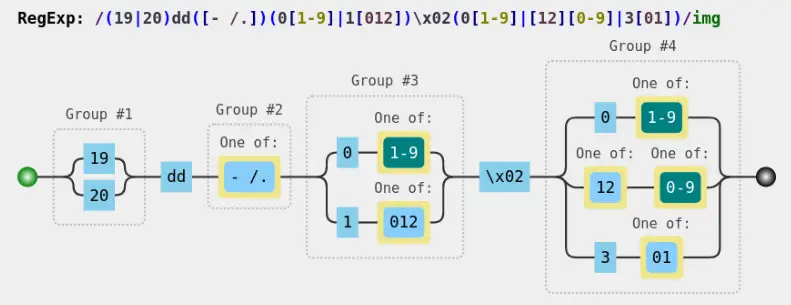 RegExp: /(19|20)dd([- /.])(0[1-9]|1[012])\x02(0[1-9]|[12][0-9]|3[01])/img
Group #4
One of:
Group #3
0 1-9
Group #1 Group #2 One of:
One of: One of: One of:
19 0 1-9
20 dd - /. \x02 12 0-9
One of:
1 012 One of:
3 01